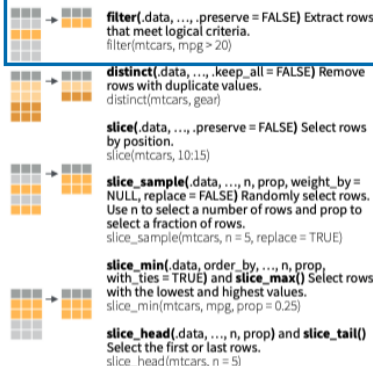 filter(.data, ..., .preserve = FALSE) Extract rows
that meet logical criteria.
filter(mtcars, mpg > 20)
distinct(.data, ..., .keep_all = FALSE) Remove
rows with duplicate values.
distinct(mtcars, gear)
slice(.data, ..., .preserve = FALSE) Select rows
by position.
slice(mtcars, 10:15)
slice_sample(.data, ..., n, prop, weight_by =
NULL, replace = FALSE) Randomly select rows.
Use n to select a number of rows and prop to
select a fraction of rows.
slice_sample(mtcars, n = 5, replace = TRUE)
slice_min(.data, order_by, ..., n, prop,
with_ties = TRUE) and slice_max() Select rows
with the lowest and highest values.
slice_min(mtcars, mpg, prop = 0.25)
slice_head(.data, ..., n, prop) and slice_tail()
Select the first or last rows.
slice_head(mtcars, n = 5)